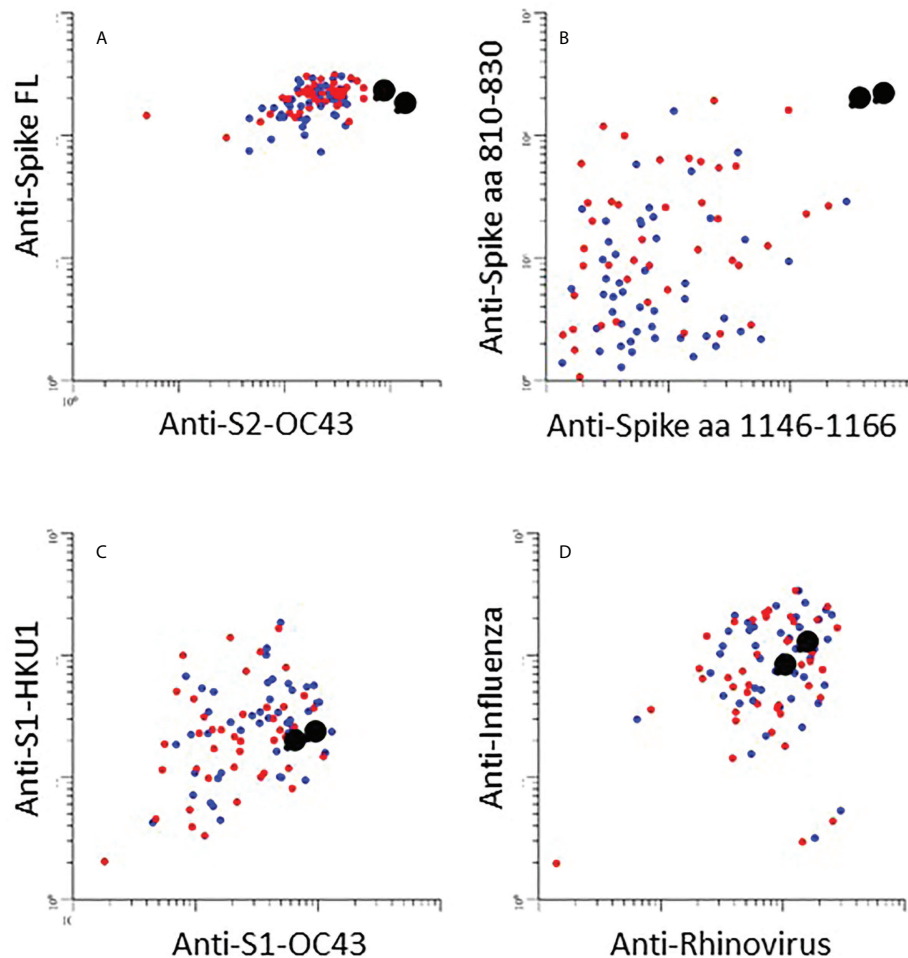 A
Anti-Spike FL
Anti-S2-OC43
B
Anti-Spike aa 810-830
Anti-Spike aa 1146-1166
C
Anti-S1-HKU1
Anti-S1-OC43
D
Anti-Influenza
Anti-Rhinovirus